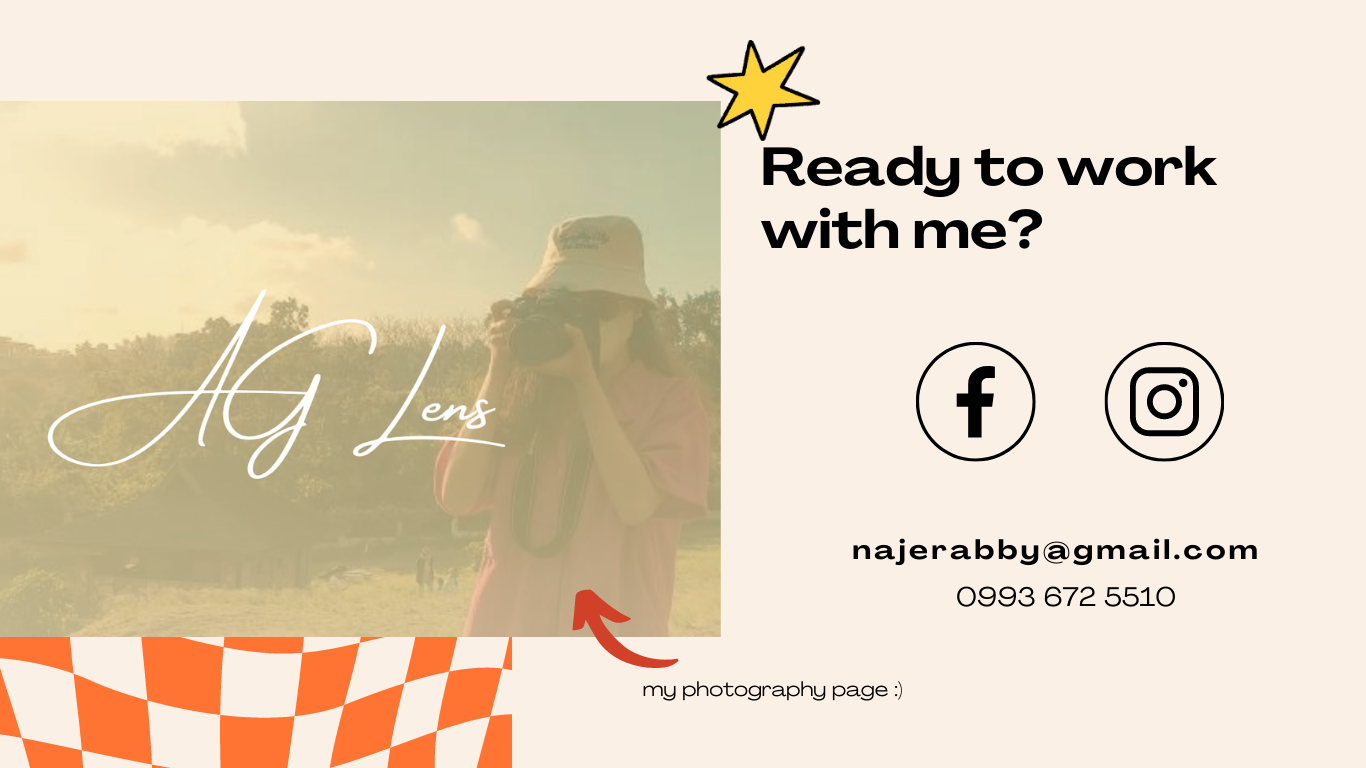 Ready to work
with me?
AG Lens
najerabby@gmail.com
0993 672 5510
my photography page :)